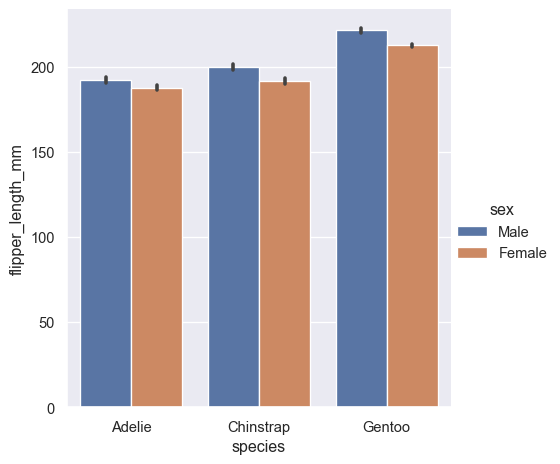 flipper_length_mm
200
150
100
50
0
Adelie
Chinstrap
Gentoo
species
sex
Male
Female